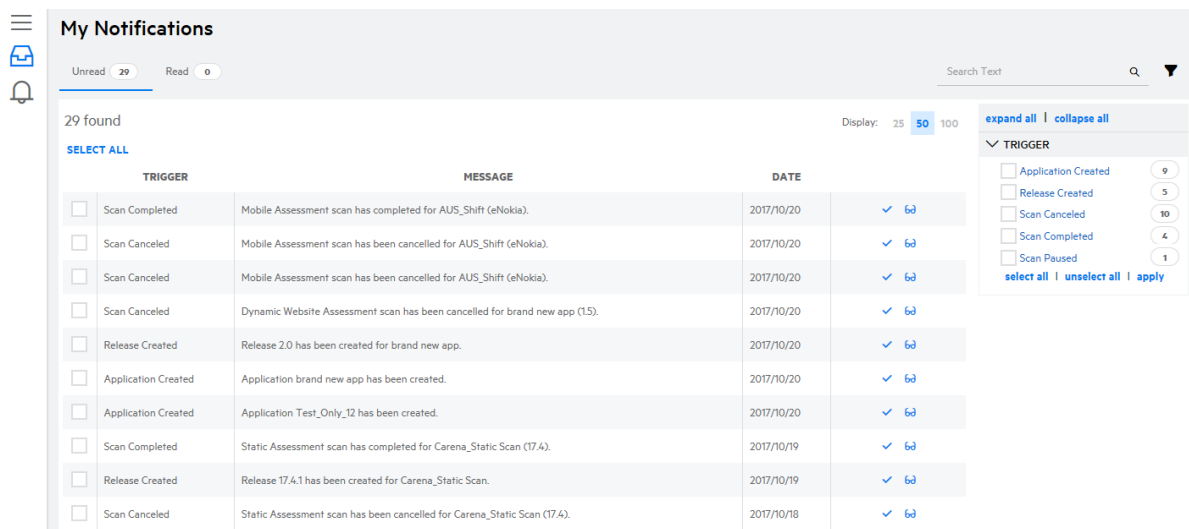 My Notifications
Unread 29 Read 0
Search Text
29 found
Display: 25 50 100
SELECT ALL
TRIGGER MESSAGE DATE
Scan Completed Mobile Assessment scan has completed for AUS_Shift (eNokia). 2017/10/20
Scan Canceled Mobile Assessment scan has been cancelled for AUS_Shift (eNokia). 2017/10/20
Scan Canceled Mobile Assessment scan has been cancelled for AUS_Shift (eNokia). 2017/10/20
Scan Canceled Dynamic Website Assessment scan has been cancelled for brand new app (1.5). 2017/10/20
Release Created Release 2.0 has been created for brand new app. 2017/10/20
Application Created Application brand new app has been created. 2017/10/20
Application Created Application Test_Only_12 has been created. 2017/10/20
Scan Completed Static Assessment scan has completed for Carena_Static Scan (17.4). 2017/10/19
Release Created Release 17.4.1 has been created for Carena_Static Scan. 2017/10/19
Scan Canceled Static Assessment scan has been cancelled for Carena_Static Scan (17.4). 2017/10/18
expand all | collapse all
TRIGGER
Application Created 9
Release Created 5
Scan Canceled 10
Scan Completed 4
Scan Paused 1
select all | unselect all | apply